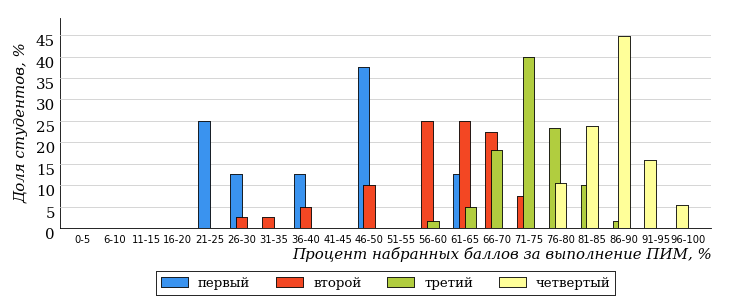 Доля студентов, %
45
40
35
30
25
20
15
10
5
0
0-5 6-10 11-15 16-20 21-25 26-30 31-35 36-40 41-45 46-50 51-55 56-60 61-65 66-70 71-75 76-80 81-85 86-90 91-95 96-100
Процент набранных баллов за выполнение ПИМ, %
первый второй третий четвертый